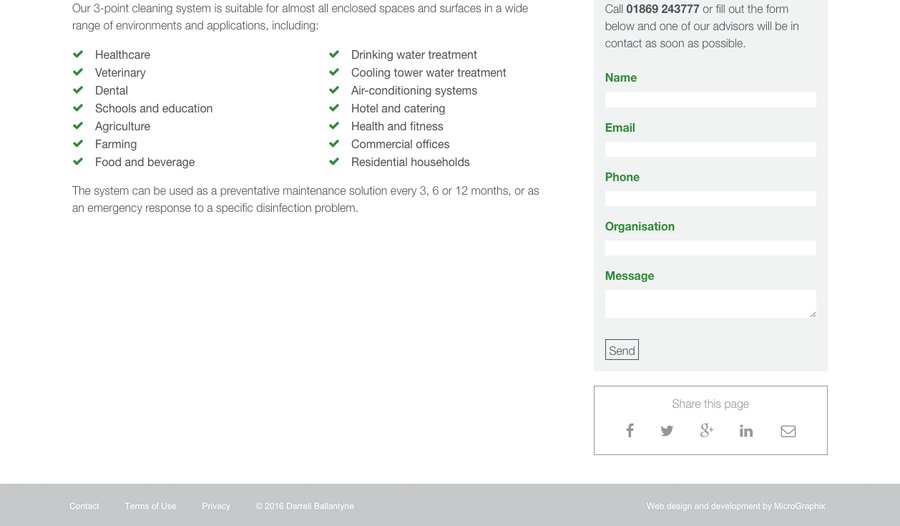 Our 3-point cleaning system is suitable for almost all enclosed spaces and surfaces in a wide
range of environments and applications, including:
Healthcare
Veterinary
Dental
Schools and education
Agriculture
Farming
Food and beverage
Drinking water treatment
Cooling tower water treatment
Air-conditioning systems
Hotel and catering
Health and fitness
Commercial offices
Residential households
The system can be used as a preventative maintenance solution every 3, 6 or 12 months, or as
an emergency response to a specific disinfection problem.
Call 01869 243777 or fill out the form
below and one of our advisors will be in
contact as soon as possible.
Name
Email
Phone
Organisation
Message
Send
Share this page
Contact
Terms of Use
Privacy
© 2016 Darrell Ballantyne
Web design and development by MicroGraphix